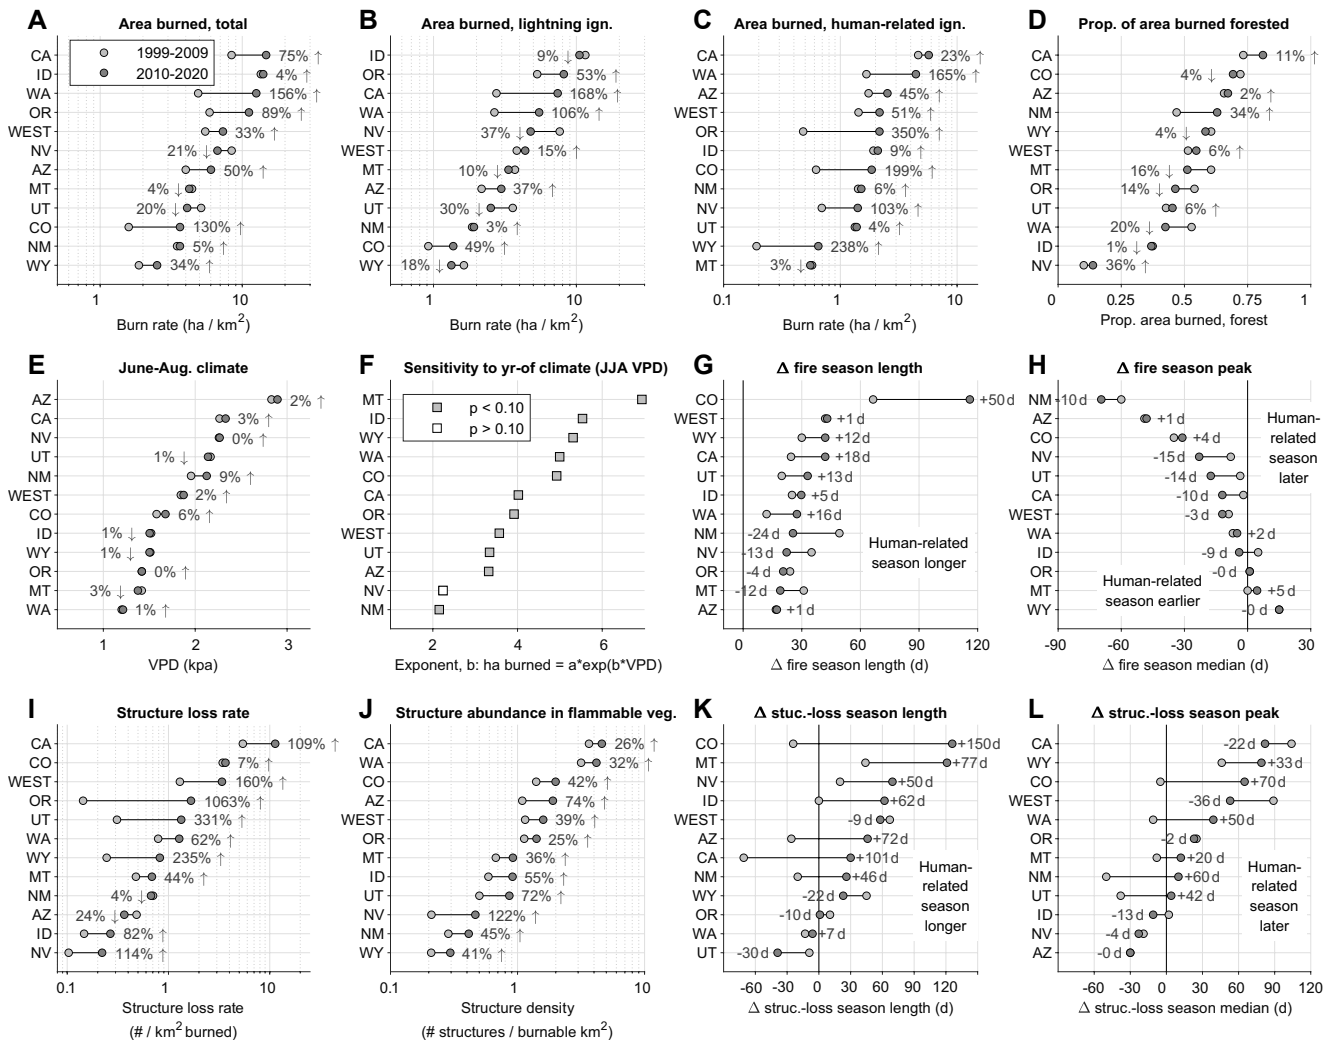 A Area burned, total
1999-2009
2010-2020
CA 75% ↑
ID 4% ↑
WA 156% ↑
OR 89% ↑
WEST 33% ↑
NV 21% ↓
AZ 50% ↑
MT 4% ↓
UT 20% ↓
CO 130% ↑
NM 5% ↑
WY 34% ↑
1 10
Burn rate (ha / km2)
B Area burned, lightning ign.
ID 9% ↓
OR 53% ↑
CA 168% ↑
WA 106% ↑
NV 37% ↓
WEST 15% ↑
MT 10% ↓
AZ 37% ↑
UT 30% ↓
NM 3% ↑
CO 49% ↑
WY 18% ↓
1 10
Burn rate (ha / km2)
C Area burned, human-related ign.
CA 23% ↑
WA 165% ↑
AZ 45% ↑
WEST 51% ↑
OR 350% ↑
ID 9% ↑
CO 199% ↑
NM 6% ↑
NV 103% ↑
UT 4% ↑
WY 238% ↑
MT 3% ↓
0.1 1 10
Burn rate (ha / km2)
D Prop. of area burned forested
CA 11% ↑
CO 4% ↓
AZ 2% ↑
NM 34% ↑
WY 4% ↓
WEST 6% ↑
MT 16% ↓
OR 14% ↓
UT 6% ↑
WA 20% ↓
ID 1% ↓
NV 36% ↑
0 0.25 0.5 0.75 1
Prop. area burned, forest
E June-Aug. climate
AZ 2% ↑
CA 3% ↑
NV 0% ↑
UT 1% ↓
NM 9% ↑
WEST 2% ↑
CO 6% ↑
ID 1% ↓
WY 1% ↓
OR 0% ↑
MT 3% ↓
WA 1% ↑
1 2 3
VPD (kpa)
F Sensitivity to yr-of climate (JJA VPD)
p < 0.10
p > 0.10
MT
ID
WY
WA
CO
CA
OR
WEST
UT
AZ
NV
NM
2 4 6
Exponent, b: ha burned = a*exp(b*VPD)
G Δ fire season length
CO +50 d
WEST +1 d
WY +12 d
CA +18 d
UT +13 d
ID +5 d
WA +16 d
NM -24 d
NV -13 d
OR -4 d
MT -12 d
AZ +1 d
Human-related
season longer
0 30 60 90 120
Δ fire season length (d)
H Δ fire season peak
NM -10 d
AZ +1 d
CO +4 d
NV -15 d
UT -14 d
CA -10 d
WEST -3 d
WA +2 d
ID -9 d
OR -0 d
MT +5 d
WY -0 d
Human-
related
season
later
Human-related
season earlier
-90 -60 -30 0 30
Δ fire season median (d)
I Structure loss rate
CA 109% ↑
CO 7% ↑
WEST 160% ↑
OR 1063% ↑
UT 331% ↑
WA 62% ↑
WY 235% ↑
MT 44% ↑
NM 4% ↓
AZ 24% ↓
ID 82% ↑
NV 114% ↑
0.1 1 10
Structure loss rate
(# / km2 burned)
J Structure abundance in flammable veg.
CA 26% ↑
WA 32% ↑
CO 42% ↑
AZ 74% ↑
WEST 39% ↑
OR 25% ↑
MT 36% ↑
ID 55% ↑
UT 72% ↑
NV 122% ↑
NM 45% ↑
WY 41% ↑
0.1 1 10
Structure density
(# structures / burnable km2)
K Δ stuc.-loss season length
CO +150 d
MT +77 d
NV +50 d
ID +62 d
WEST -9 d
AZ +72 d
CA +101 d
NM +46 d
WY -22 d
OR -10 d
WA +7 d
UT -30 d
Human-
related
season
longer
-60 -30 0 30 60 90 120
Δ stuc.-loss season length (d)
L Δ struc.-loss season peak
CA -22 d
WY +33 d
CO +70 d
WEST -36 d
WA +50 d
OR -2 d
MT +20 d
NM +60 d
UT +42 d
ID -13 d
NV -4 d
AZ -0 d
Human-
related
season
later
-60 -30 0 30 60 90 120
Δ struc.-loss season median (d)